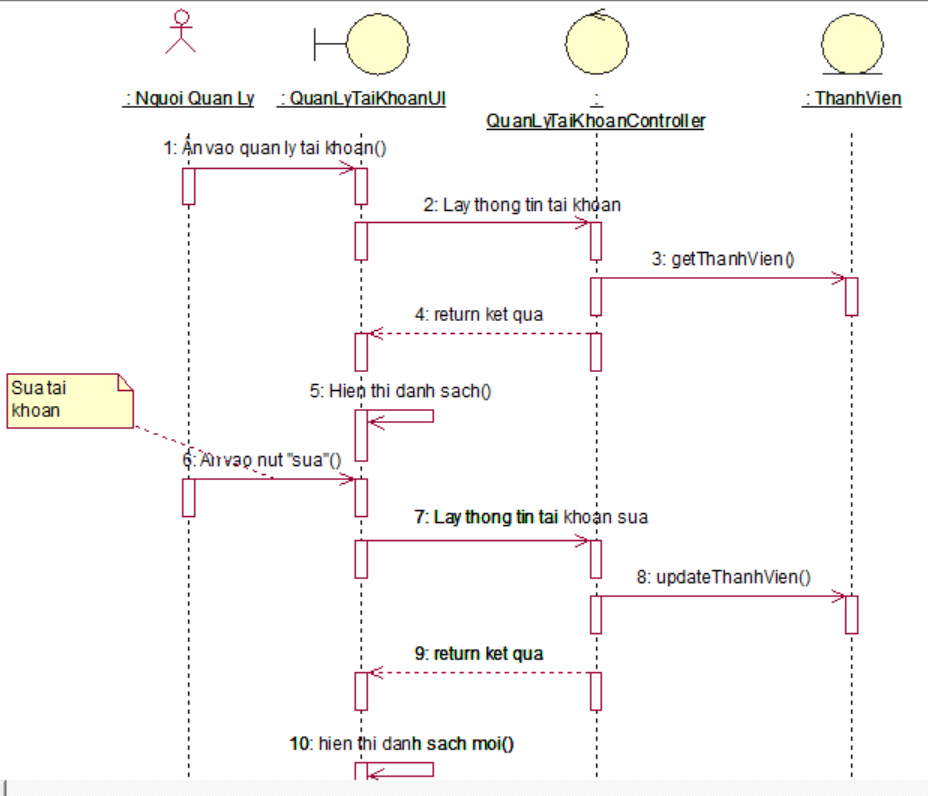 : Nguoi Quan Ly
: QuanLyTaiKhoanUI
:
QuanLyTaiKhoanController
: ThanhVien
1: An vao quan ly tai khoan()
2: Lay thong tin tai khoan
3: getThanhVien()
4: return ket qua
Sua tai
khoan
5: Hien thi danh sach()
6: An vao nut "sua"()
7: Lay thong tin tai khoan sua
8: updateThanhVien()
9: return ket qua
10: hien thi danh sach moi()